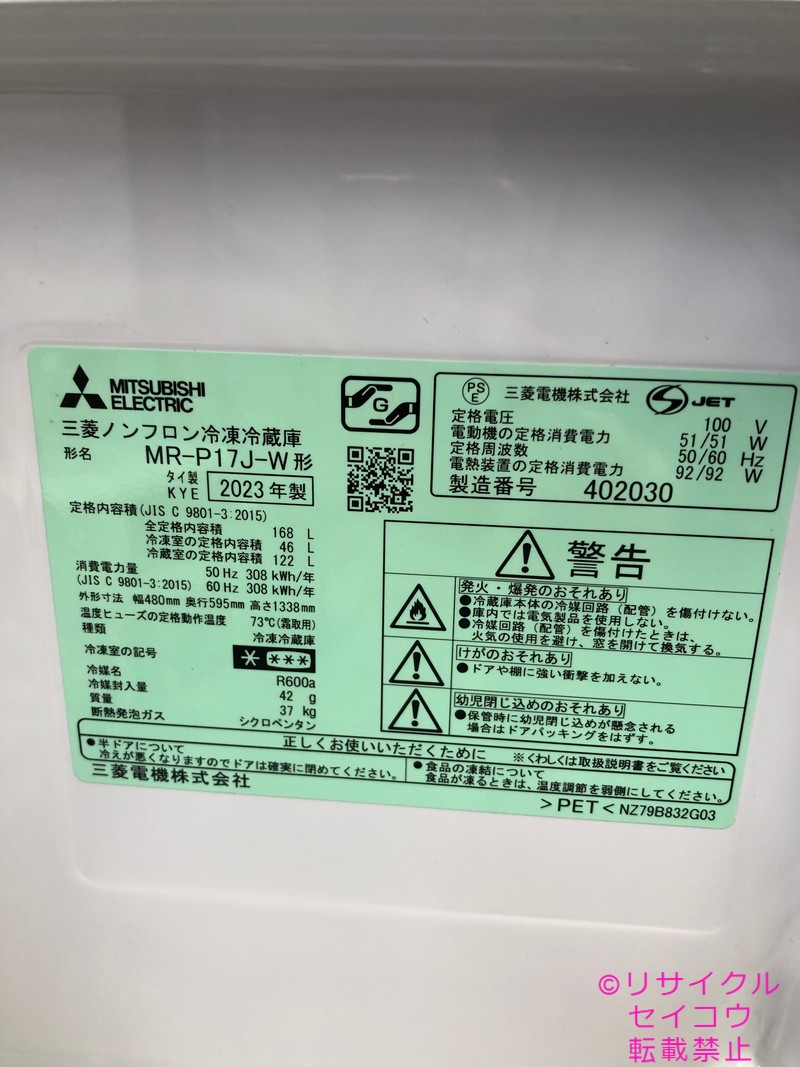 MITSUBISHI
ELECTRIC
三菱ノンフロン冷凍冷蔵庫
形名 MR-P17J-W形
タイ製
KYE 2023年製
定格内容積(JIS C 9801-3:2015)
全定格内容積 168 L
冷凍室の定格内容積 46 L
冷蔵室の定格内容積 122 L
消費電力量 50Hz 308kWh/年
(JIS C 9801-3:2015) 60Hz 308kWh/年
外形寸法 幅480mm 奥行595mm 高さ1338mm
温度ヒューズの定格動作温度 73℃(霜取用)
種類 冷凍冷蔵庫
冷凍室の記号 * ***
冷媒名 R600a
冷媒封入量 42 g
質量 37 kg
断熱発泡ガス シクロペンタン
G
PS
E 三菱電機株式会社 S JET
定格電圧 100 V
電動機の定格消費電力 51/51 W
定格周波数 50/60 Hz
電熱装置の定格消費電力 92/92 W
製造番号 402030
警告
発火・爆発のおそれあり
●冷蔵庫本体の冷媒回路(配管)を傷付けない。
●庫内では電気製品を使用しない。
●冷媒回路(配管)を傷付けたときは、
火気の使用を避け、窓を開けて換気する。
けがのおそれあり
●ドアや棚に強い衝撃を加えない。
幼児閉じ込めのおそれあり
●保管時に幼児閉じ込めが懸念される
場合はドアパッキングをはずす。
正しくお使いいただくために ※くわしくは取扱説明書をご覧ください
●半ドアについて
冷えが悪くなりますのでドアは確実に閉めてください。
●食品の凍結について
食品が凍るときは、温度調節を弱側にしてください。
三菱電機株式会社
>PET< NZ79B832G03
©リサイクル
セイコウ
転載禁止